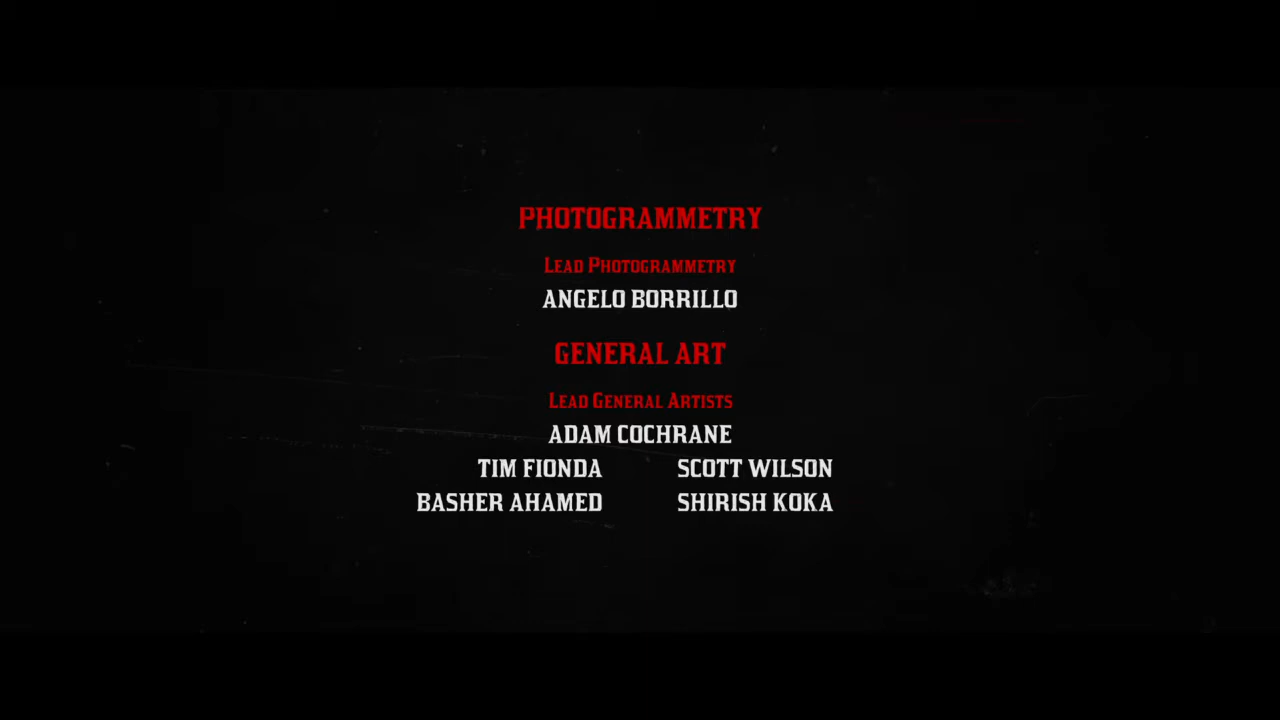 PHOTOGRAMMETRY
LEAD PHOTOGRAMMETRY
ANGELO BORRILLO
GENERAL ART
LEAD GENERAL ARTISTS
ADAM COCHRANE
TIM FIONDA SCOTT WILSON
BASHER AHAMED SHIRISH KOKA